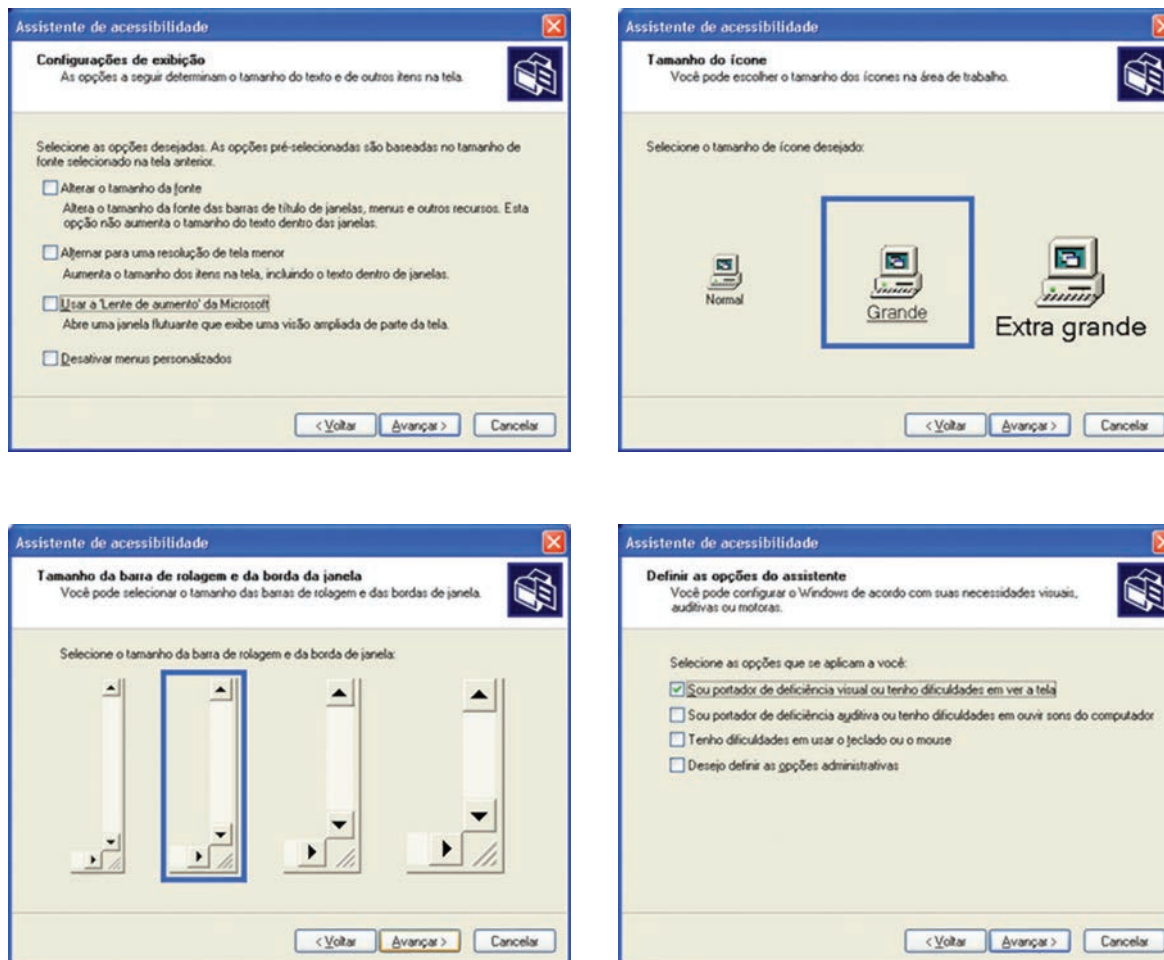 Assistente de acessibilidade
Configurações de exibição
As opções a seguir determinam o tamanho do texto e de outros itens na tela.
Selecione as opções desejadas. As opções pré-selecionadas são baseadas no tamanho de
fonte selecionado na tela anterior.
Alterar o tamanho da fonte
Altera o tamanho da fonte das barras de título de janelas, menus e outros recursos. Esta
opção não aumenta o tamanho do texto dentro das janelas.
Alternar para uma resolução de tela menor
Aumenta o tamanho dos itens na tela, incluindo o texto dentro de janelas.
Usar a 'Lente de aumento' da Microsoft
Abre uma janela flutuante que exibe uma visão ampliada de parte da tela.
Desativar menus personalizados
< Voltar
Avançar >
Cancelar
Assistente de acessibilidade
Tamanho do ícone
Você pode escolher o tamanho dos ícones na área de trabalho.
Selecione o tamanho de ícone desejado:
Normal
Grande
Extra grande
< Voltar
Avançar >
Cancelar
Assistente de acessibilidade
Tamanho da barra de rolagem e da borda da janela
Você pode selecionar o tamanho das barras de rolagem e das bordas de janela.
Selecione o tamanho da barra de rolagem e da borda de janela:
< Voltar
Avançar >
Cancelar
Assistente de acessibilidade
Definir as opções do assistente
Você pode configurar o Windows de acordo com suas necessidades visuais,
auditivas ou motoras.
Selecione as opções que se aplicam a você:
Sou portador de deficiência visual ou tenho dificuldades em ver a tela
Sou portador de deficiência auditiva ou tenho dificuldades em ouvir sons do computador
Tenho dificuldades em usar o teclado ou o mouse
Desejo definir as opções administrativas
< Voltar
Avançar >
Cancelar